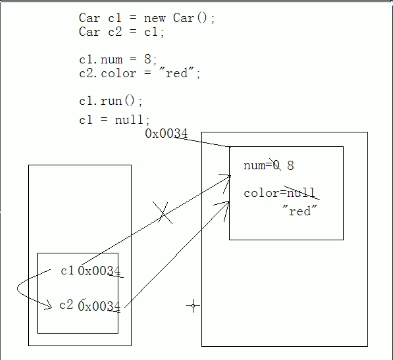 Car c1 = new Car();
Car c2 = c1;
c1.num = 8;
c2.color = "red";
c1.run();
c1 = null;
0x0034
num=0 8
color=null
"red"
c1 0x0034
c2 0x0034